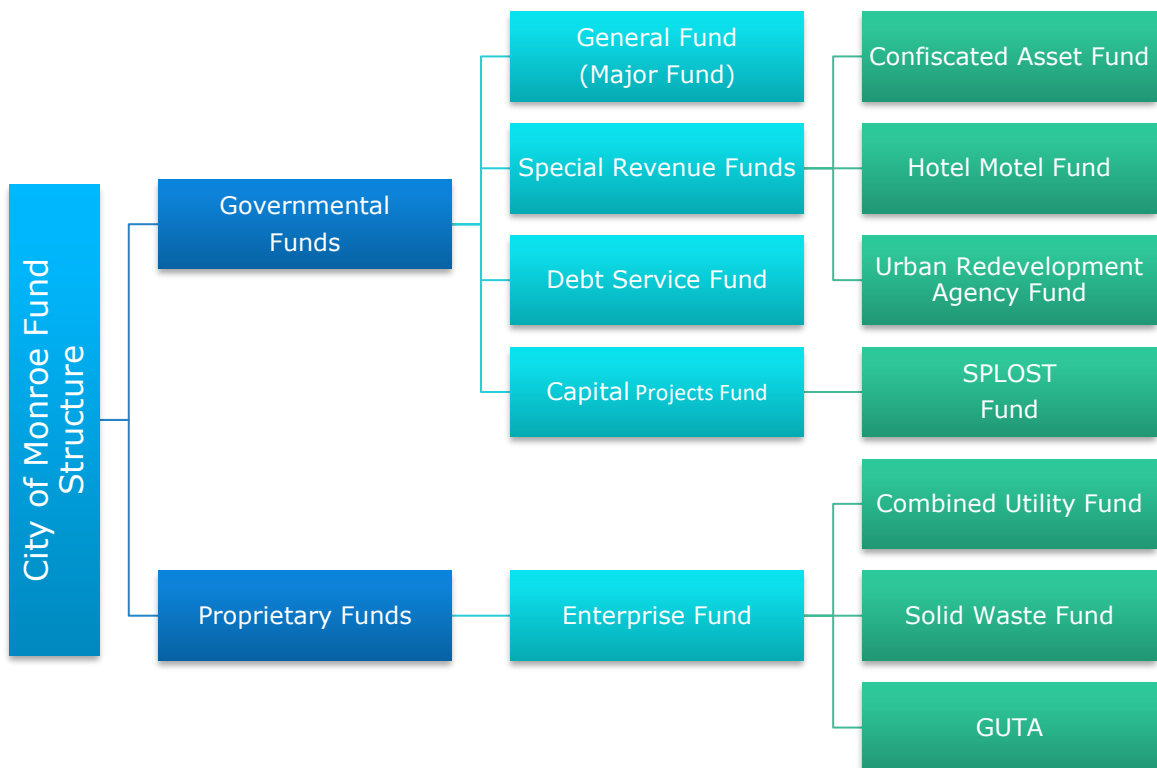 City of Monroe Fund
Structure
Governmental
Funds
General Fund
(Major Fund)
Special Revenue Funds
Confiscated Asset Fund
Hotel Motel Fund
Urban Redevelopment
Agency Fund
Debt Service Fund
Capital Projects Fund
SPLOST
Fund
Proprietary Funds
Enterprise Fund
Combined Utility Fund
Solid Waste Fund
GUTA